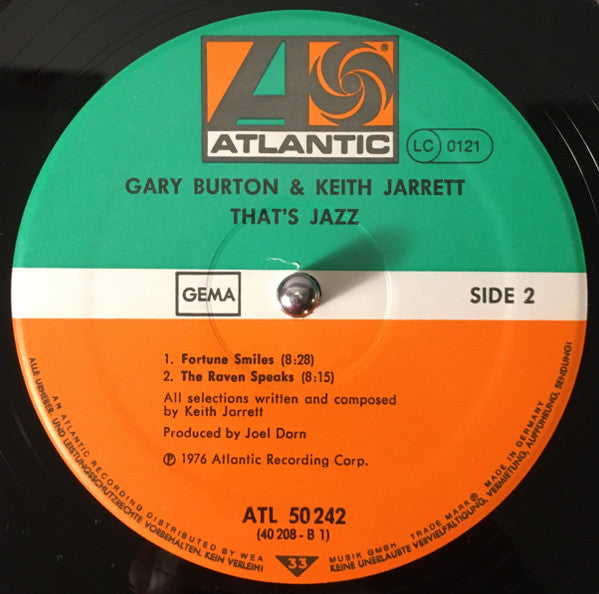 ATLANTIC
LC 0121
GARY BURTON & KEITH JARRETT
THAT'S JAZZ
GEMA
SIDE 2
1. Fortune Smiles (8:28)
2. The Raven Speaks (8:15)
All selections written and composed
by Keith Jarrett
Produced by Joel Dorn
Ⓟ 1976 Atlantic Recording Corp.
ATL 50 242
(40 208 - B 1)
33
AN ATLANTIC RECORDING DISTRIBUTED BY WEA MUSIK GMBH. TRADE MARK® MADE IN GERMANY
ALLE URHEBER- UND LEISTUNGSSCHUTZRECHTE VORBEHALTEN. KEIN VERLEIH! KEINE UNERLAUBTE VERVIELFÄLTIGUNG, VERMIETUNG, AUFFÜHRUNG, SENDUNG!